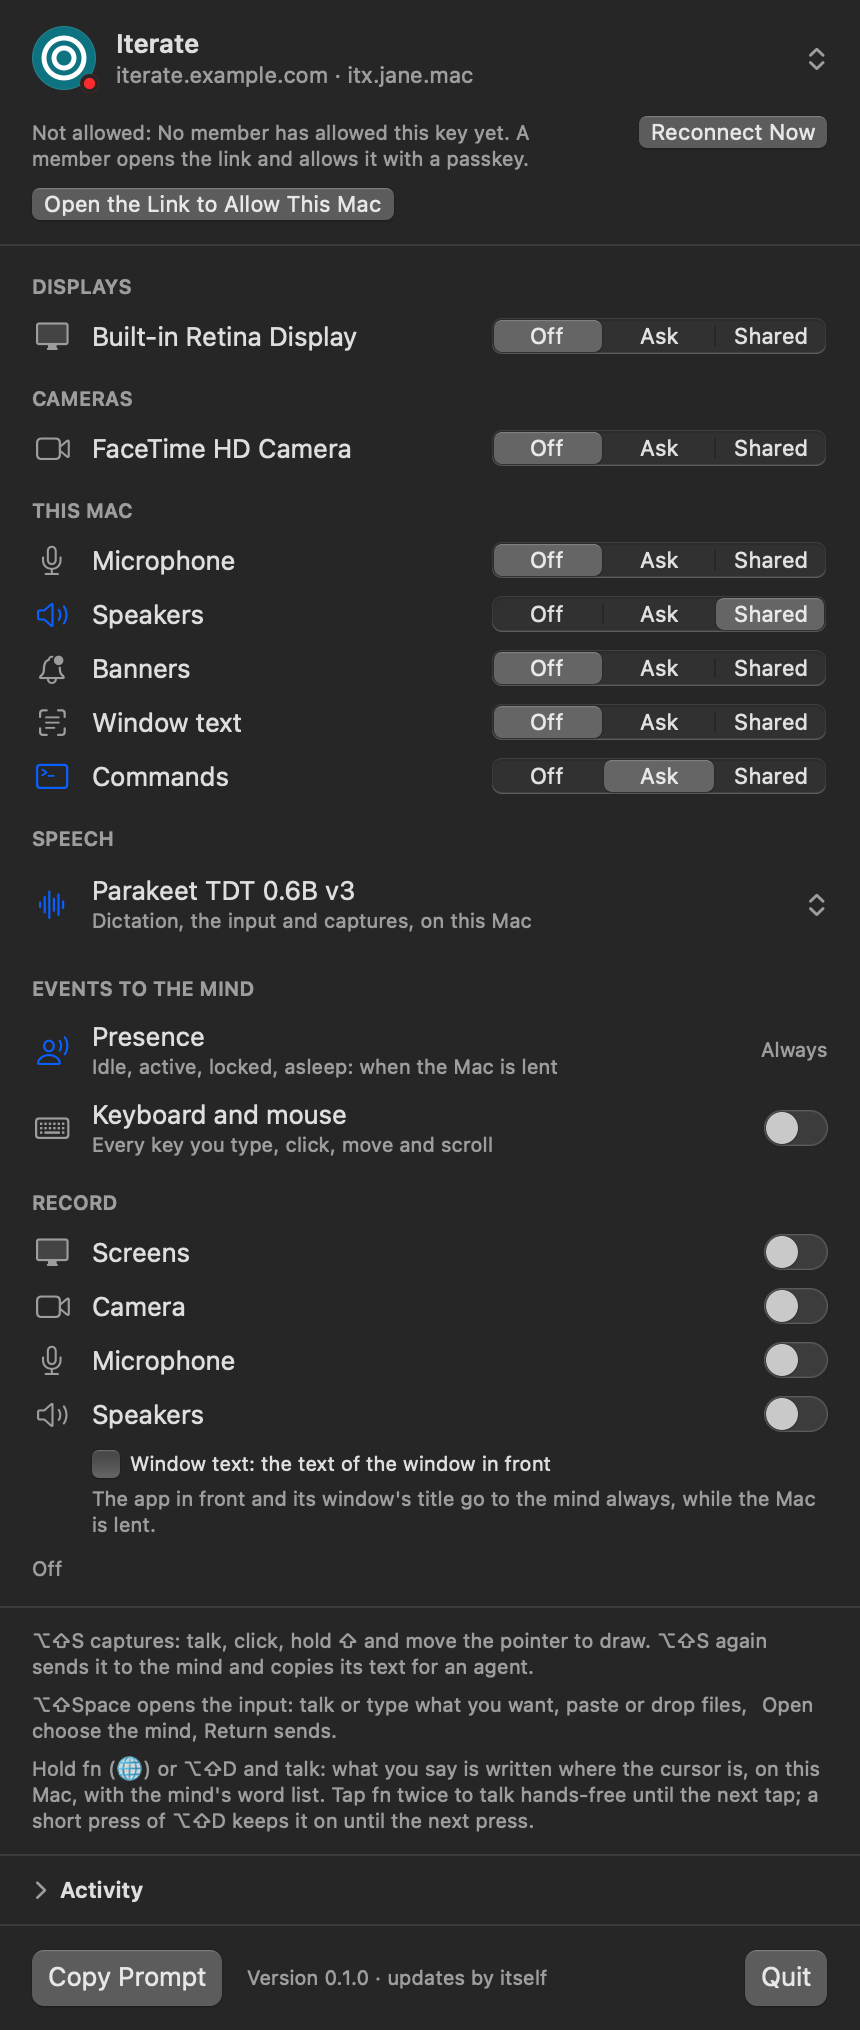 Iterate
iterate.example.com · itx.jane.mac
Not allowed: No member has allowed this key yet. A
member opens the link and allows it with a passkey.
Reconnect Now
Open the Link to Allow This Mac
DISPLAYS
Built-in Retina Display Off Ask Shared
CAMERAS
FaceTime HD Camera Off Ask Shared
THIS MAC
Microphone Off Ask Shared
Speakers Off Ask Shared
Banners Off Ask Shared
Window text Off Ask Shared
Commands Off Ask Shared
SPEECH
Parakeet TDT 0.6B v3
Dictation, the input and captures, on this Mac
EVENTS TO THE MIND
Presence
Idle, active, locked, asleep: when the Mac is lent
Always
Keyboard and mouse
Every key you type, click, move and scroll
RECORD
Screens
Camera
Microphone
Speakers
Window text: the text of the window in front
The app in front and its window's title go to the mind always, while the Mac
is lent.
Off
⌥⇧S captures: talk, click, hold ⇧ and move the pointer to draw. ⌥⇧S again
sends it to the mind and copies its text for an agent.
⌥⇧Space opens the input: talk or type what you want, paste or drop files,
choose the mind, Return sends.
Open
Hold fn (🌐) or ⌥⇧D and talk: what you say is written where the cursor is, on this
Mac, with the mind's word list. Tap fn twice to talk hands-free until the next tap; a
short press of ⌥⇧D keeps it on until the next press.
Activity
Copy Prompt
Version 0.1.0 · updates by itself
Quit